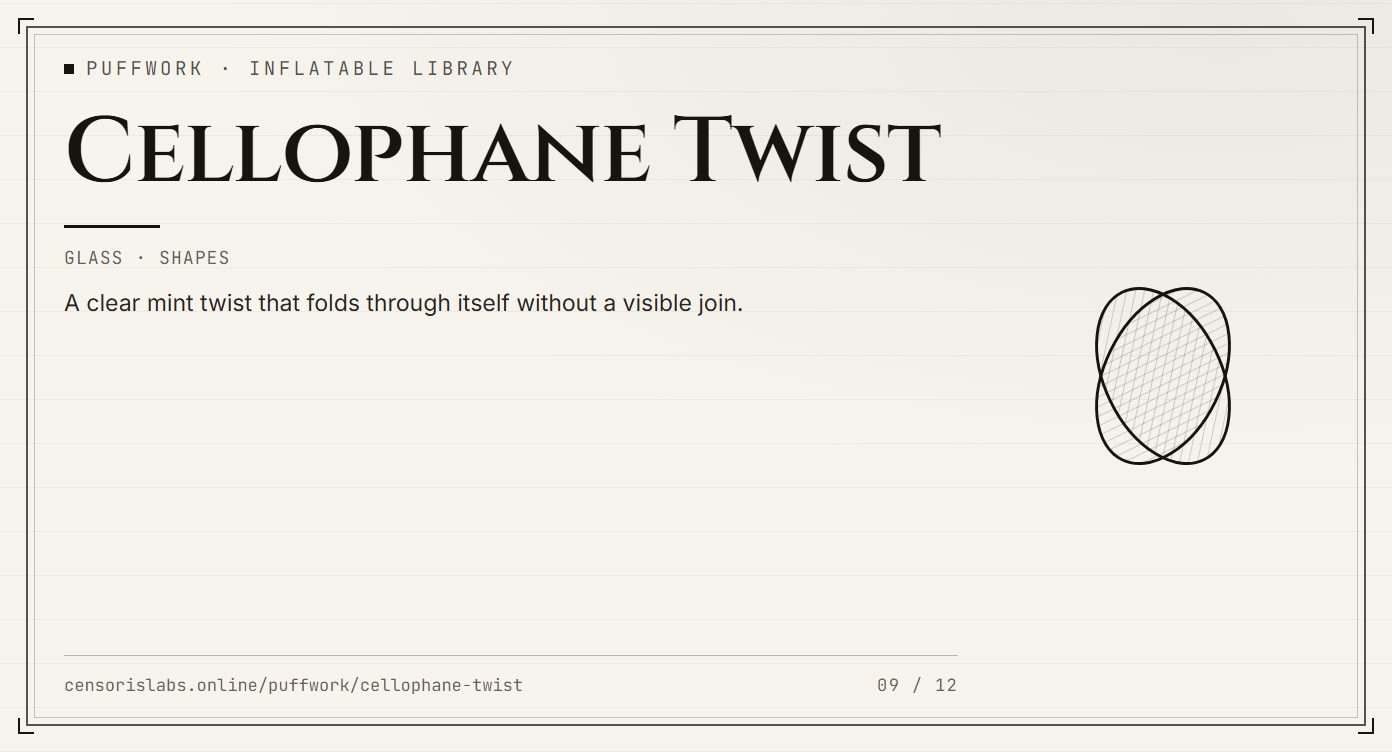 PUFFWORK · INFLATABLE LIBRARY
Cellophane Twist
GLASS · SHAPES
A clear mint twist that folds through itself without a visible join.
censorislabs.online/puffwork/cellophane-twist
09 / 12